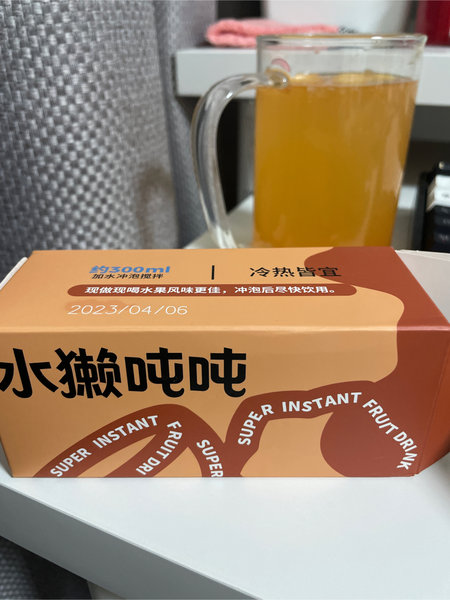 约300ml | 冷热皆宜
加水冲泡搅拌
现做现喝水果风味更佳，冲泡后尽快饮用。
2023/04/06
水獭吨吨
SUPER INSTANT FRUIT DRI
SUPER
SUPER INSTANT FRUIT DRINK